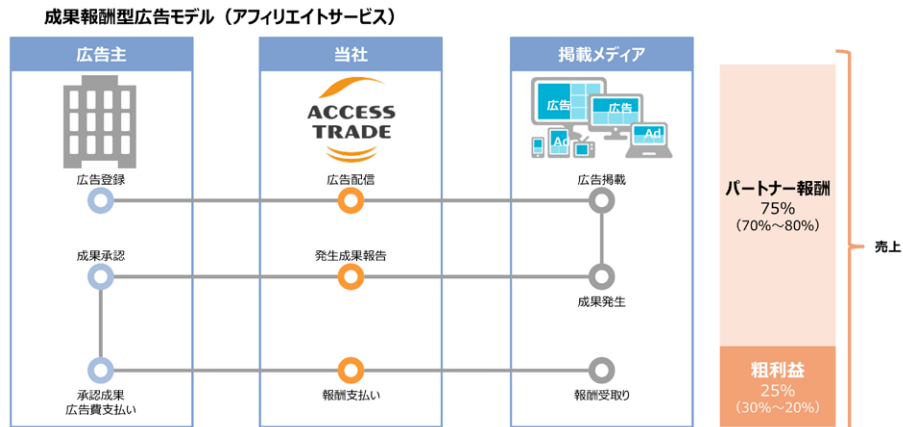 成果報酬型広告モデル（アフィリエイトサービス）
広告主
当社
掲載メディア
ACCESS
TRADE
広告
広告
Ad
Ad
広告登録
広告配信
広告掲載
成果承認
発生成果報告
成果発生
承認成果
広告費支払い
報酬支払い
報酬受取り
パートナー報酬
75%
（70%～80%）
粗利益
25%
（30%～20%）
売上